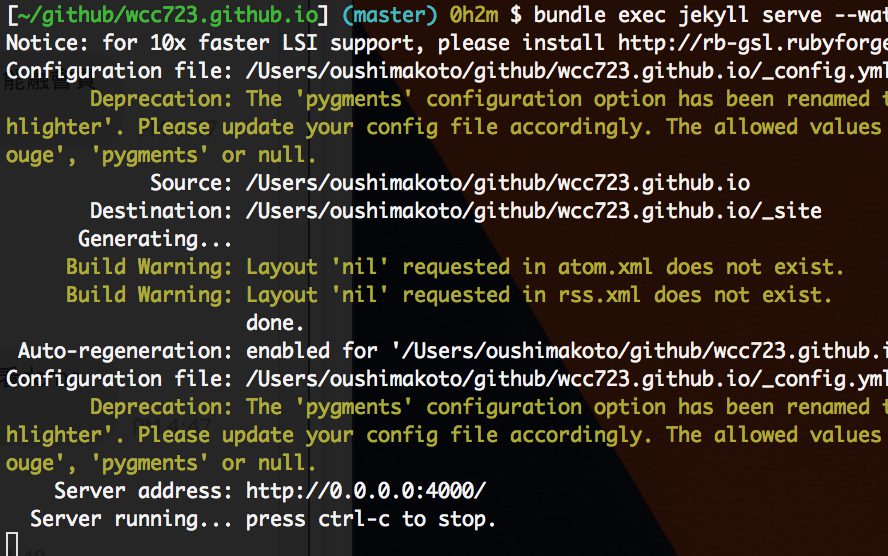 [~/github/wcc723.github.io] (master) 0h2m $ bundle exec jekyll serve --wat
Notice: for 10x faster LSI support, please install http://rb-gsl.rubyforge
Configuration file: /Users/oushimakoto/github/wcc723.github.io/_config.yml
Deprecation: The 'pygments' configuration option has been renamed t
hlighter'. Please update your config file accordingly. The allowed values
ouge', 'pygments' or null.
Source: /Users/oushimakoto/github/wcc723.github.io
Destination: /Users/oushimakoto/github/wcc723.github.io/_site
Generating...
Build Warning: Layout 'nil' requested in atom.xml does not exist.
Build Warning: Layout 'nil' requested in rss.xml does not exist.
done.
Auto-regeneration: enabled for '/Users/oushimakoto/github/wcc723.github.i
Configuration file: /Users/oushimakoto/github/wcc723.github.io/_config.yml
Deprecation: The 'pygments' configuration option has been renamed t
hlighter'. Please update your config file accordingly. The allowed values
ouge', 'pygments' or null.
Server address: http://0.0.0.0:4000/
Server running... press ctrl-c to stop.